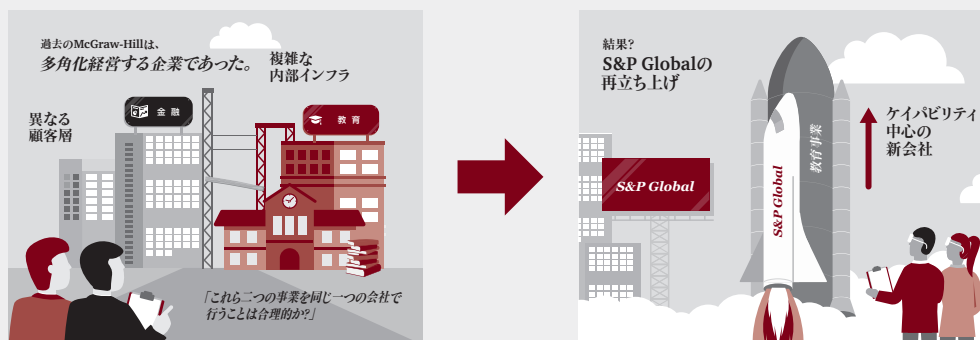 過去のMcGraw-Hillは、
多角化経営する企業であった。
複雑な
内部インフラ
異なる
顧客層
金融
教育
「これら二つの事業を同じ一つの会社で
行うことは合理的か?」
結果?
S&P Globalの
再立ち上げ
S&P Global
S&P Global
教育事業
ケイパビリティ
中心の
新会社